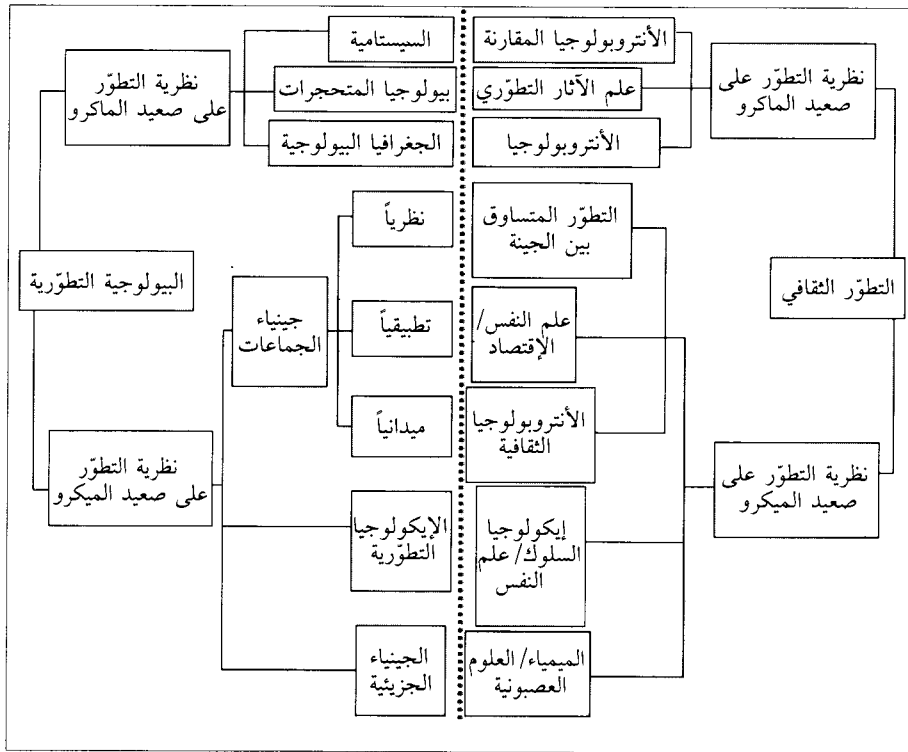 الأنتروبولوجيا المقارنة
نظرية التطوّر على
صعيد الماكرو
علم الآثار التطوّري
الأنتروبولوجيا
التطوّر الثقافي
التطوّر المتساوق
بين الجينة
علم النفس/
الإقتصاد
الأنتروبولوجيا
الثقافية
نظرية التطوّر على
صعيد الميكرو
إيكولوجيا
السلوك/ علم
النفس
الميمياء/ العلوم
العصبونية
السيستامية
نظرية التطوّر
على صعيد الماكرو
بيولوجيا المتحجرات
الجغرافيا البيولوجية
البيولوجية التطوّرية
نظرياً
جينياء
الجماعات
تطبيقياً
ميدانياً
نظرية التطوّر
على صعيد الميكرو
الإيكولوجيا
التطوّرية
الجينياء
الجزيئية